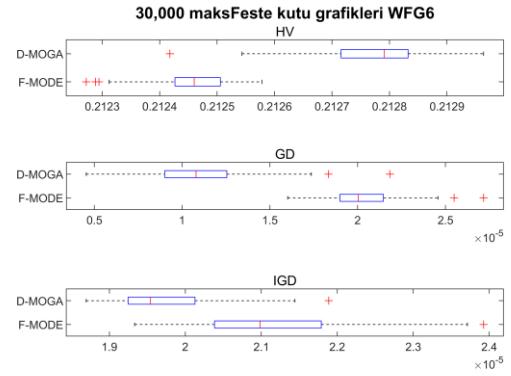 30,000 maksFeste kutu grafikleri WFG6
HV
D-MOGA
F-MODE
0.2123 0.2124 0.2125 0.2126 0.2127 0.2128 0.2129
GD
D-MOGA
F-MODE
0.5 1 1.5 2 2.5
×10⁻⁵
IGD
D-MOGA
F-MODE
1.9 2 2.1 2.2 2.3 2.4
×10⁻⁵